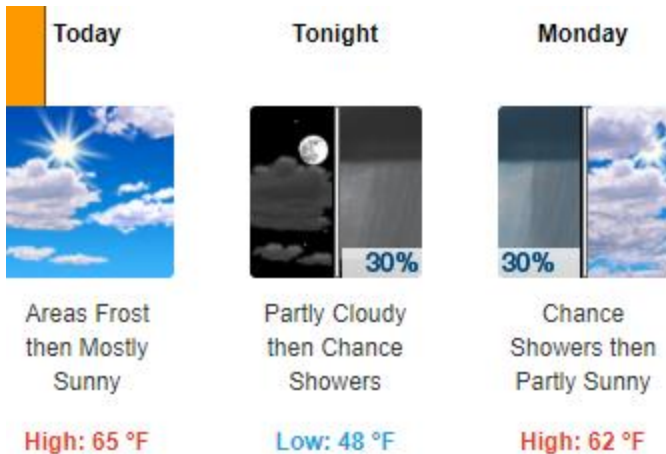 Today
Tonight
Monday
30%
30%
Areas Frost
then Mostly
Sunny
Partly Cloudy
then Chance
Showers
Chance
Showers then
Partly Sunny
High: 65 °F
Low: 48 °F
High: 62 °F